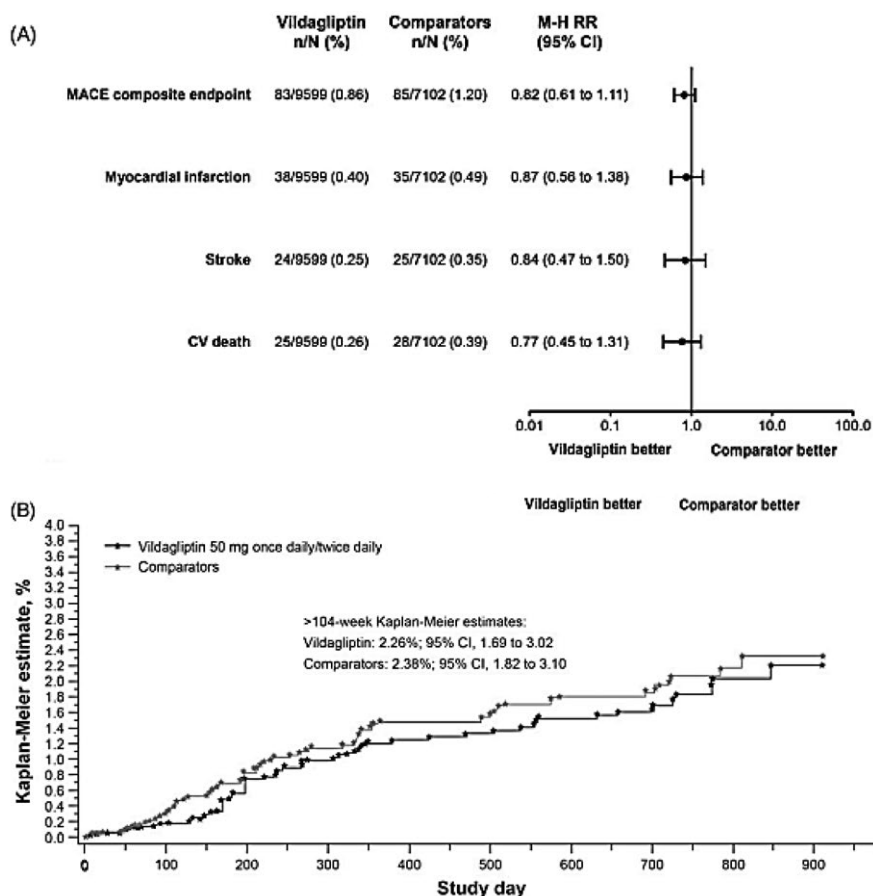 (A)
Vildagliptin Comparators M-H RR
n/N (%) n/N (%) (95% CI)
MACE composite endpoint 83/9599 (0.86) 85/7102 (1.20) 0.82 (0.61 to 1.11)
Myocardial infarction 38/9599 (0.40) 35/7102 (0.49) 0.87 (0.56 to 1.38)
Stroke 24/9599 (0.25) 25/7102 (0.35) 0.84 (0.47 to 1.50)
CV death 25/9599 (0.26) 28/7102 (0.39) 0.77 (0.45 to 1.31)
0.01 0.1 1.0 10.0 100.0
Vildagliptin better Comparator better
(B)
Vildagliptin better Comparator better
4.0
3.8
3.6
3.4
3.2
3.0
2.8
2.6
2.4
2.2
2.0
1.8
1.6
1.4
1.2
1.0
0.8
0.6
0.4
0.2
0.0
Kaplan-Meier estimate, %
Vildagliptin 50 mg once daily/twice daily
Comparators
>104-week Kaplan-Meier estimates:
Vildagliptin: 2.26%; 95% CI, 1.69 to 3.02
Comparators: 2.38%; 95% CI, 1.82 to 3.10
0 100 200 300 400 500 600 700 800 900
Study day